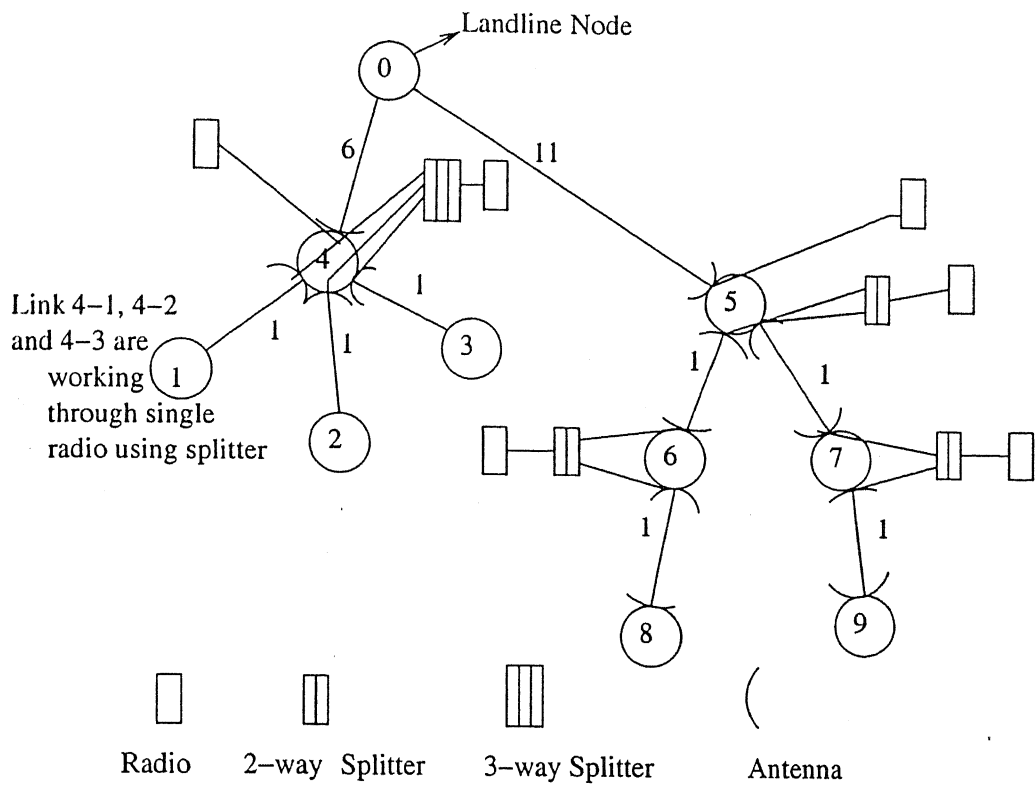 Landline Node
0
6
11
4
5
1
Link 4–1, 4–2
and 4–3 are
working
through single
radio using splitter
1
1
3
1
2
1
1
6
7
1
1
8
9
Radio
2–way Splitter
3–way Splitter
Antenna